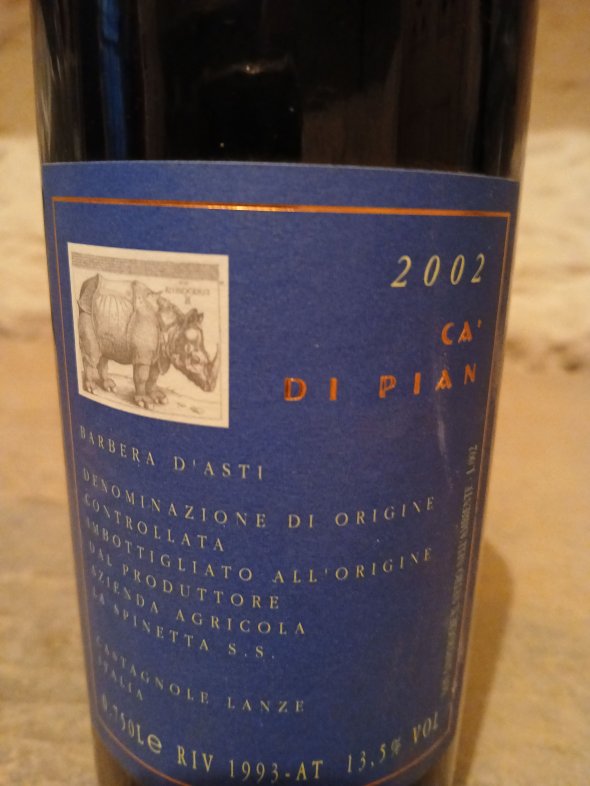 2002
CA'
DI PIAN
BARBERA D'ASTI
DENOMINAZIONE DI ORIGINE
CONTROLLATA
IMBOTTIGLIATO ALL'ORIGINE
DAL PRODUTTORE
AZIENDA AGRICOLA
LA SPINETTA S.S.
CASTAGNOLE LANZE
ITALIA
0,750L e RIV 1993-AT 13,5% VOL